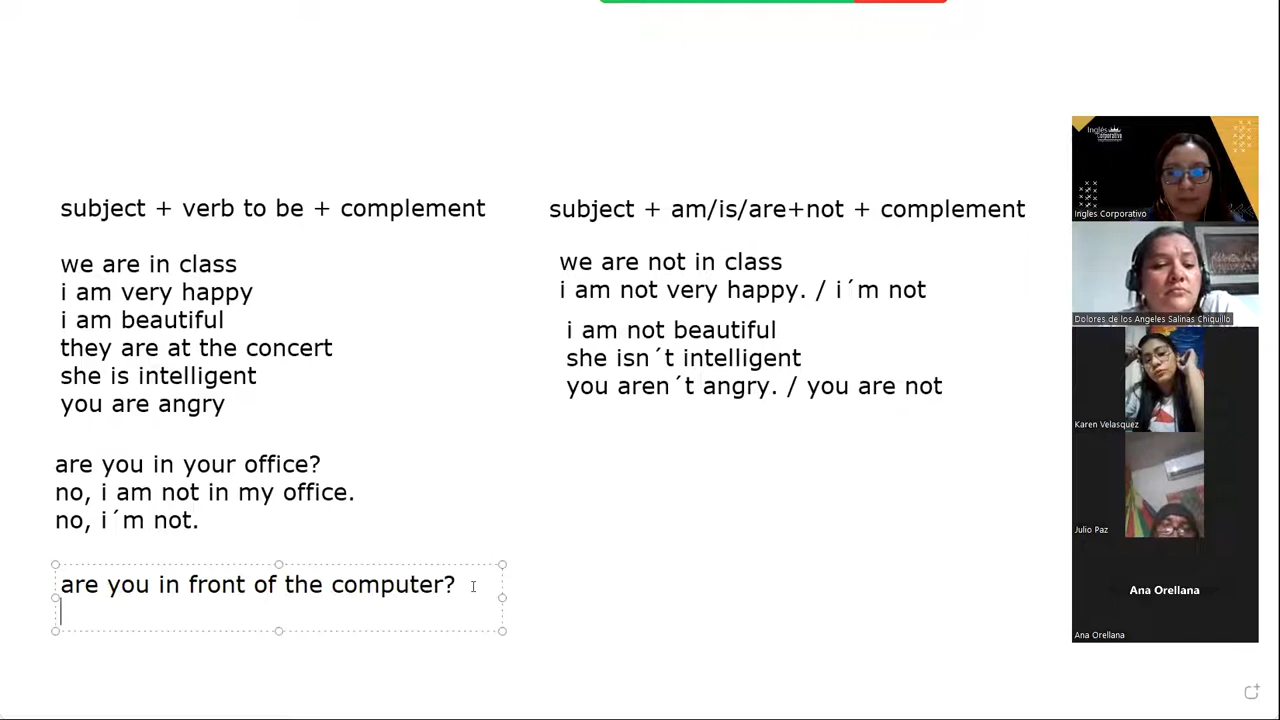 subject + verb to be + complement
we are in class
i am very happy
i am beautiful
they are at the concert
she is intelligent
you are angry
are you in your office?
no, i am not in my office.
no, i´m not.
are you in front of the computer?
subject + am/is/are+not + complement
we are not in class
i am not very happy. / i´m not
i am not beautiful
she isn´t intelligent
you aren´t angry. / you are not
Inglés
Corporativo
Ingles Corporativo
Dolores de los Angeles Salinas Chiquillo
Karen Velasquez
Julio Paz
Ana Orellana
Ana Orellana